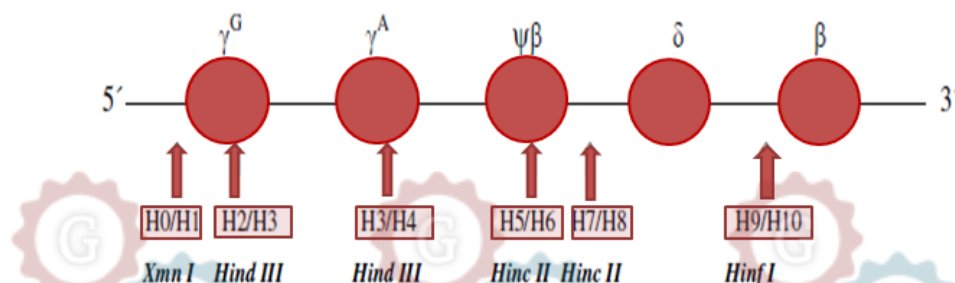 γG γA ψβ δ β
5´ 3´
H0/H1 H2/H3 H3/H4 H5/H6 H7/H8 H9/H10
Xmn I Hind III Hind III Hinc II Hinc II Hinf I
G G